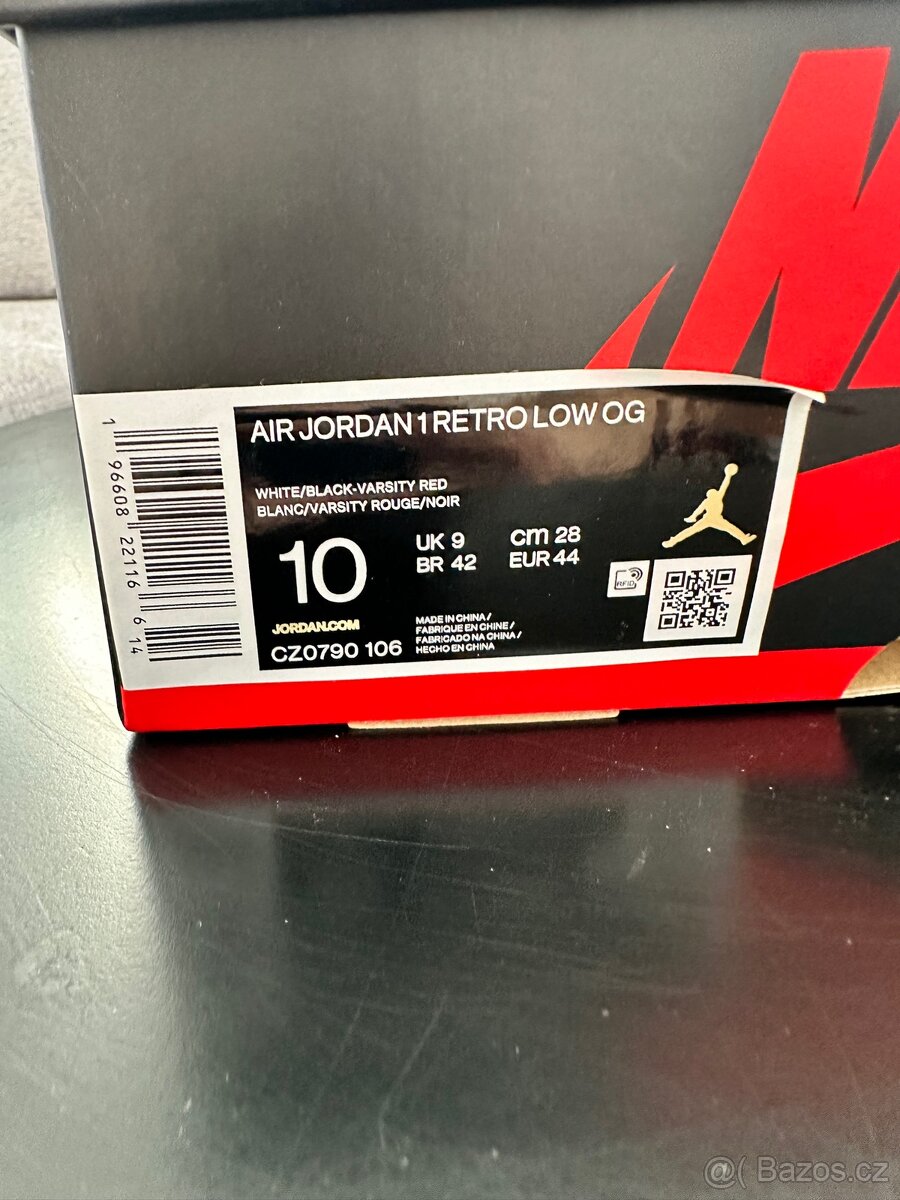 AIR JORDAN 1 RETRO LOW OG
WHITE/BLACK-VARSITY RED
BLANC/VARSITY ROUGE/NOIR
10
UK 9
cm 28
BR 42
EUR 44
RFID
JORDAN.COM
CZ0790 106
MADE IN CHINA /
FABRIQUE EN CHINE /
FABRICADO NA CHINA /
HECHO EN CHINA
1 96608 22116 6 14
@( Bazos.cz